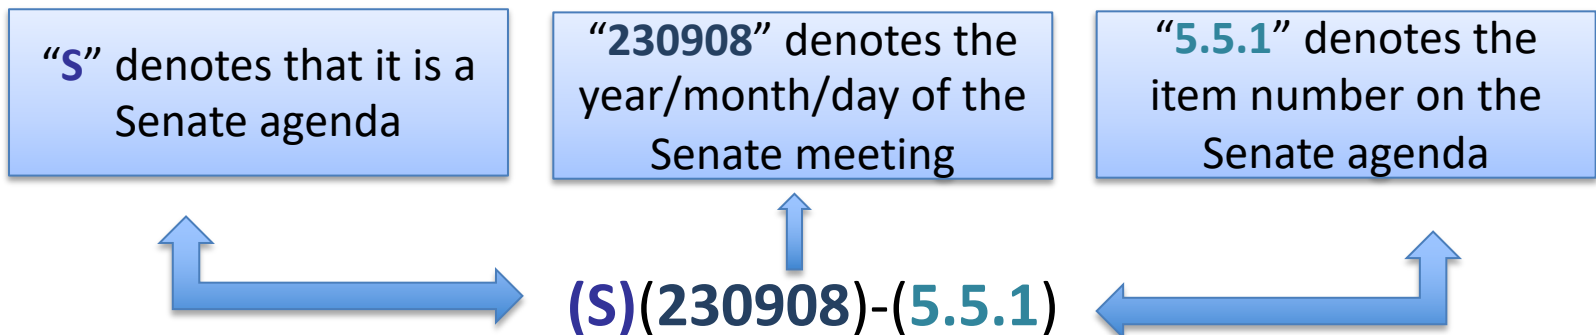 “S” denotes that it is a
Senate agenda
“230908” denotes the
year/month/day of the
Senate meeting
“5.5.1” denotes the
item number on the
Senate agenda
(S)(230908)-(5.5.1)